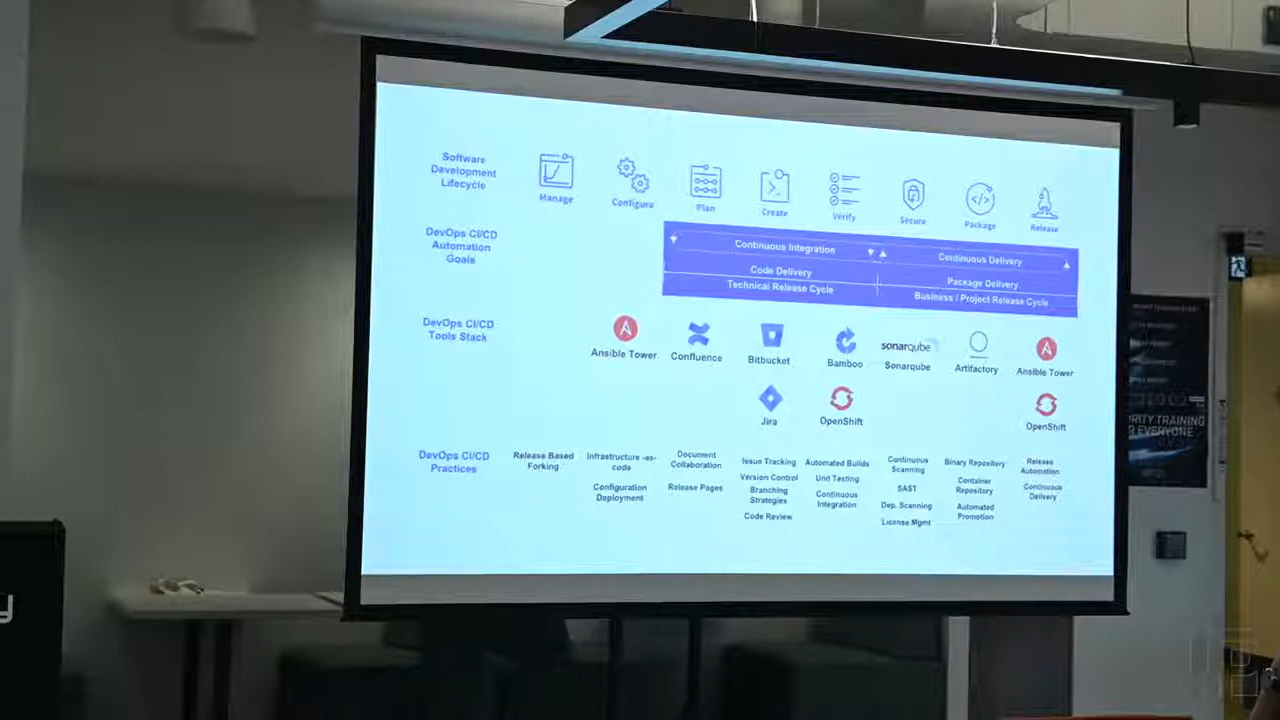 Software
Development
Lifecycle
Manage
Configure
Plan
Create
Verify
Secure
Package
Release
DevOps CI/CD
Automation
Goals
Continuous Integration
Continuous Delivery
Code Delivery
Package Delivery
Technical Release Cycle
Business / Project Release Cycle
DevOps CI/CD
Tools Stack
Ansible Tower
Confluence
Bitbucket
Bamboo
sonarqube
Sonarqube
Artifactory
Ansible Tower
Jira
OpenShift
OpenShift
DevOps CI/CD
Practices
Release Based
Forking
Infrastructure -as-
code
Configuration
Deployment
Document
Collaboration
Release Pages
Issue Tracking
Version Control
Branching
Strategies
Code Review
Automated Builds
Unit Testing
Continuous
Integration
Continuous
Scanning
SAST
Dep. Scanning
License Mgmt
Binary Repository
Container
Repository
Automated
Promotion
Release
Automation
Continuous
Delivery
RITY TRAINING
R EVERYONE
y